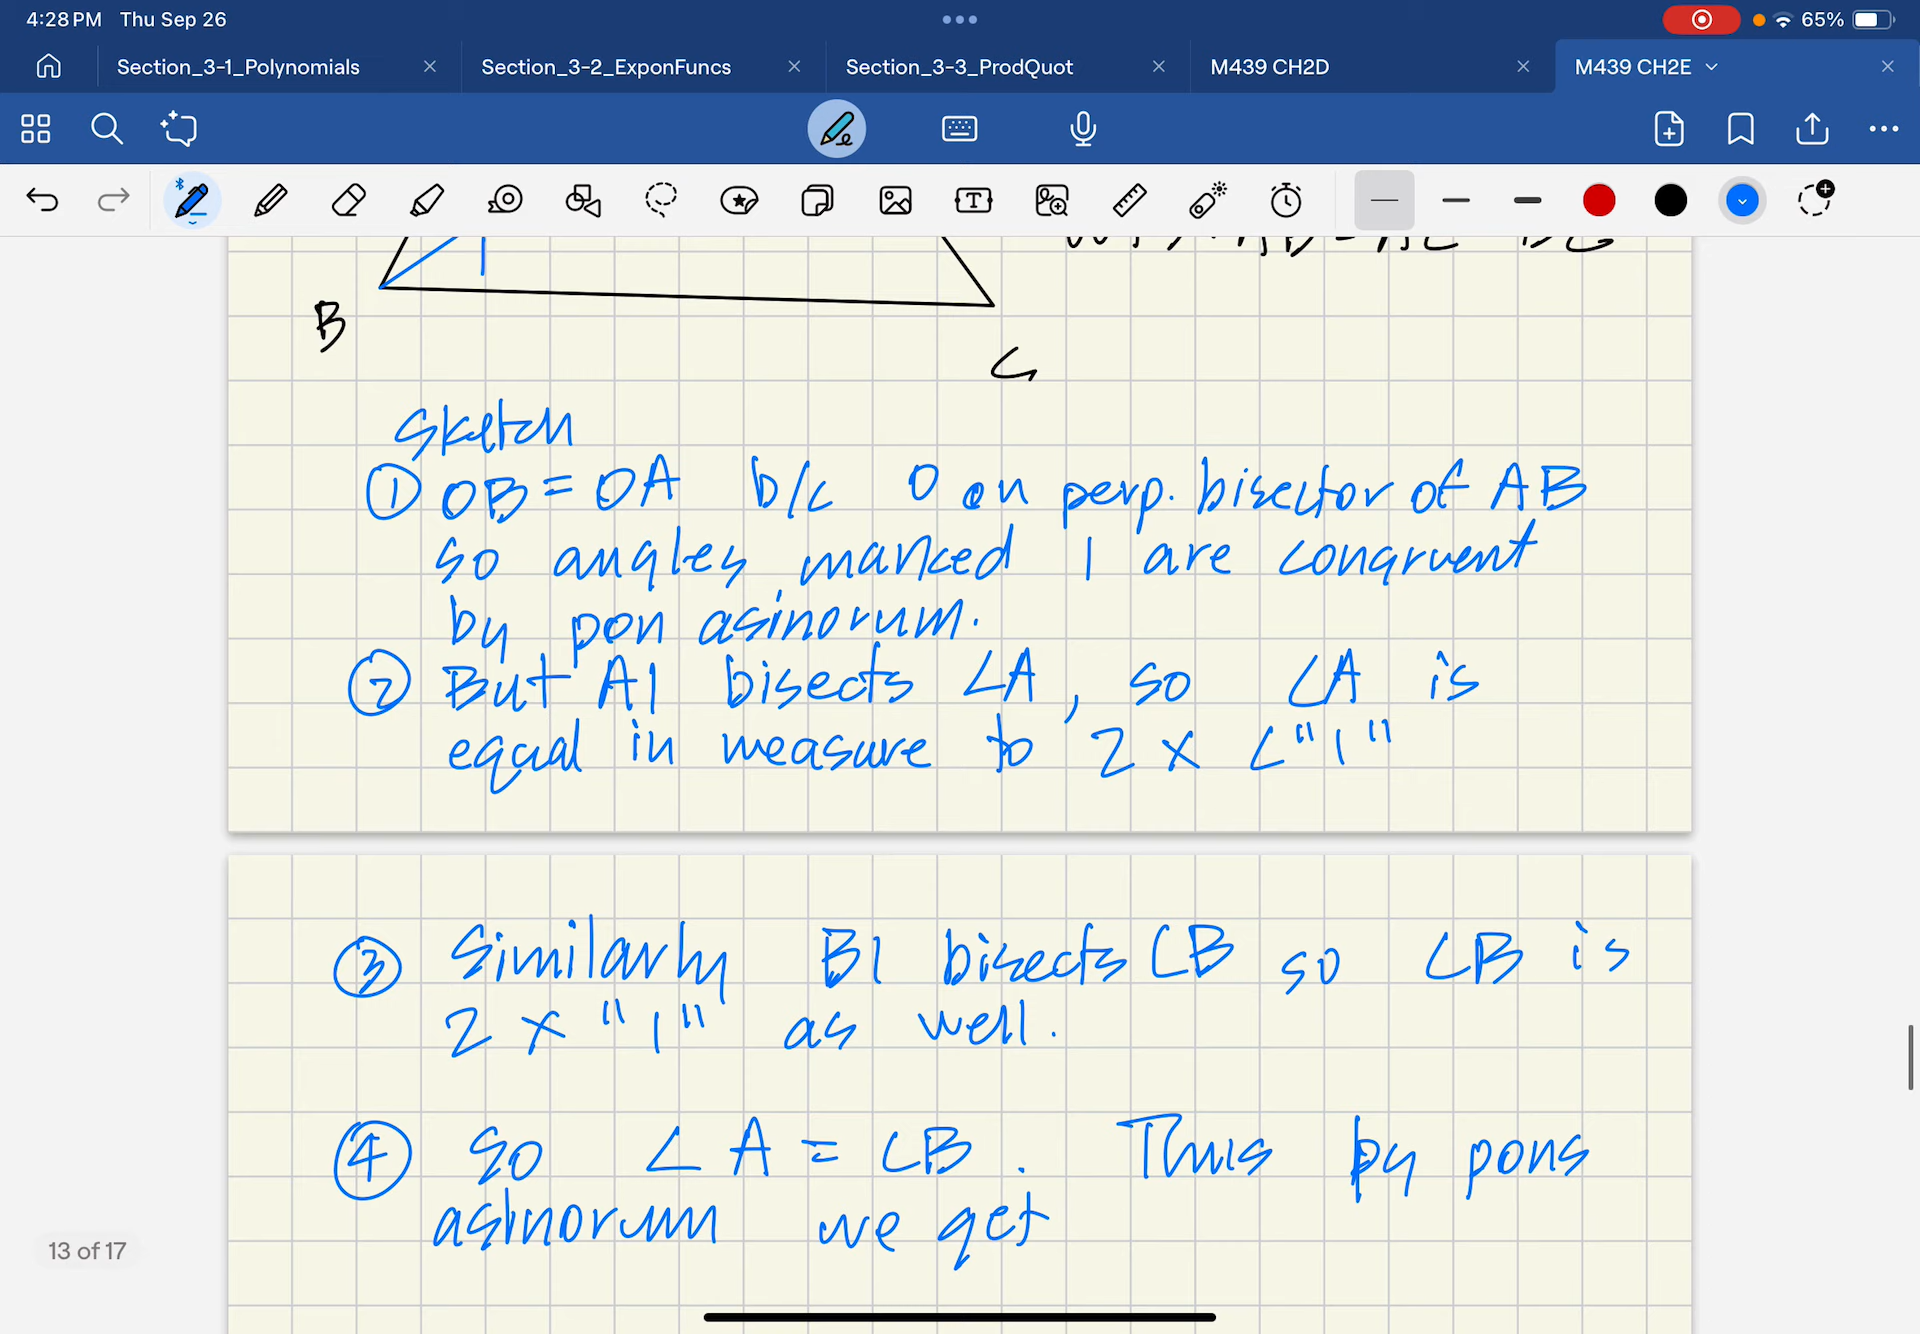 4:28 PM Thu Sep 26
65%
Section_3-1_Polynomials
Section_3-2_ExponFuncs
Section_3-3_ProdQuot
M439 CH2D
M439 CH2E
B
C
Sketch
① OB = OA b/c O on perp. bisector of AB
so angles marked 1 are congruent
by pon asinorum.
② But AI bisects ∠A, so ∠A is
equal in measure to 2 × ∠"1"
③ Similarly BI bisects ∠B so ∠B is
2 × "1" as well.
④ So ∠A = ∠B. Thus by pons
asinorum we get
13 of 17